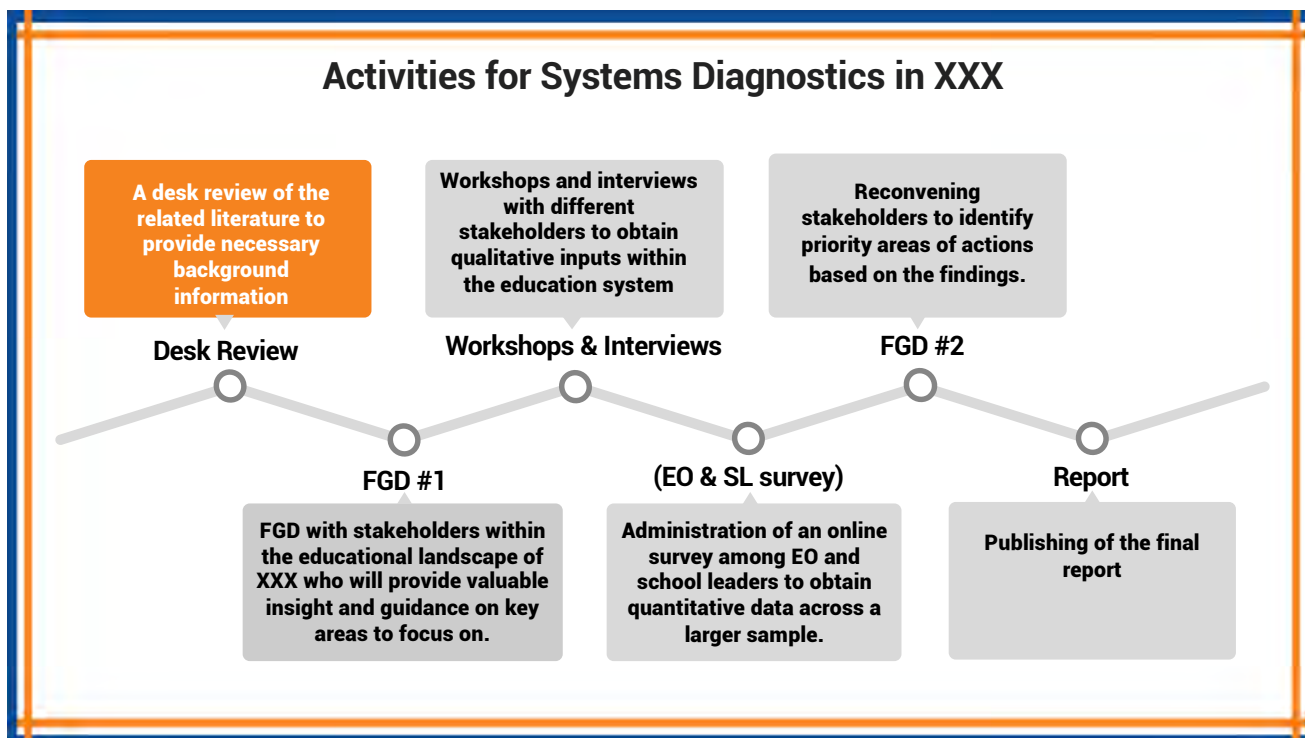 Activities for Systems Diagnostics in XXX
A desk review of the
related literature to
provide necessary
background
information
Desk Review
FGD #1
FGD with stakeholders within
the educational landscape of
XXX who will provide valuable
insight and guidance on key
areas to focus on.
Workshops and interviews
with different
stakeholders to obtain
qualitative inputs within
the education system
Workshops & Interviews
(EO & SL survey)
Administration of an online
survey among EO and
school leaders to obtain
quantitative data across a
larger sample.
Reconvening
stakeholders to identify
priority areas of actions
based on the findings.
FGD #2
Report
Publishing of the final
report